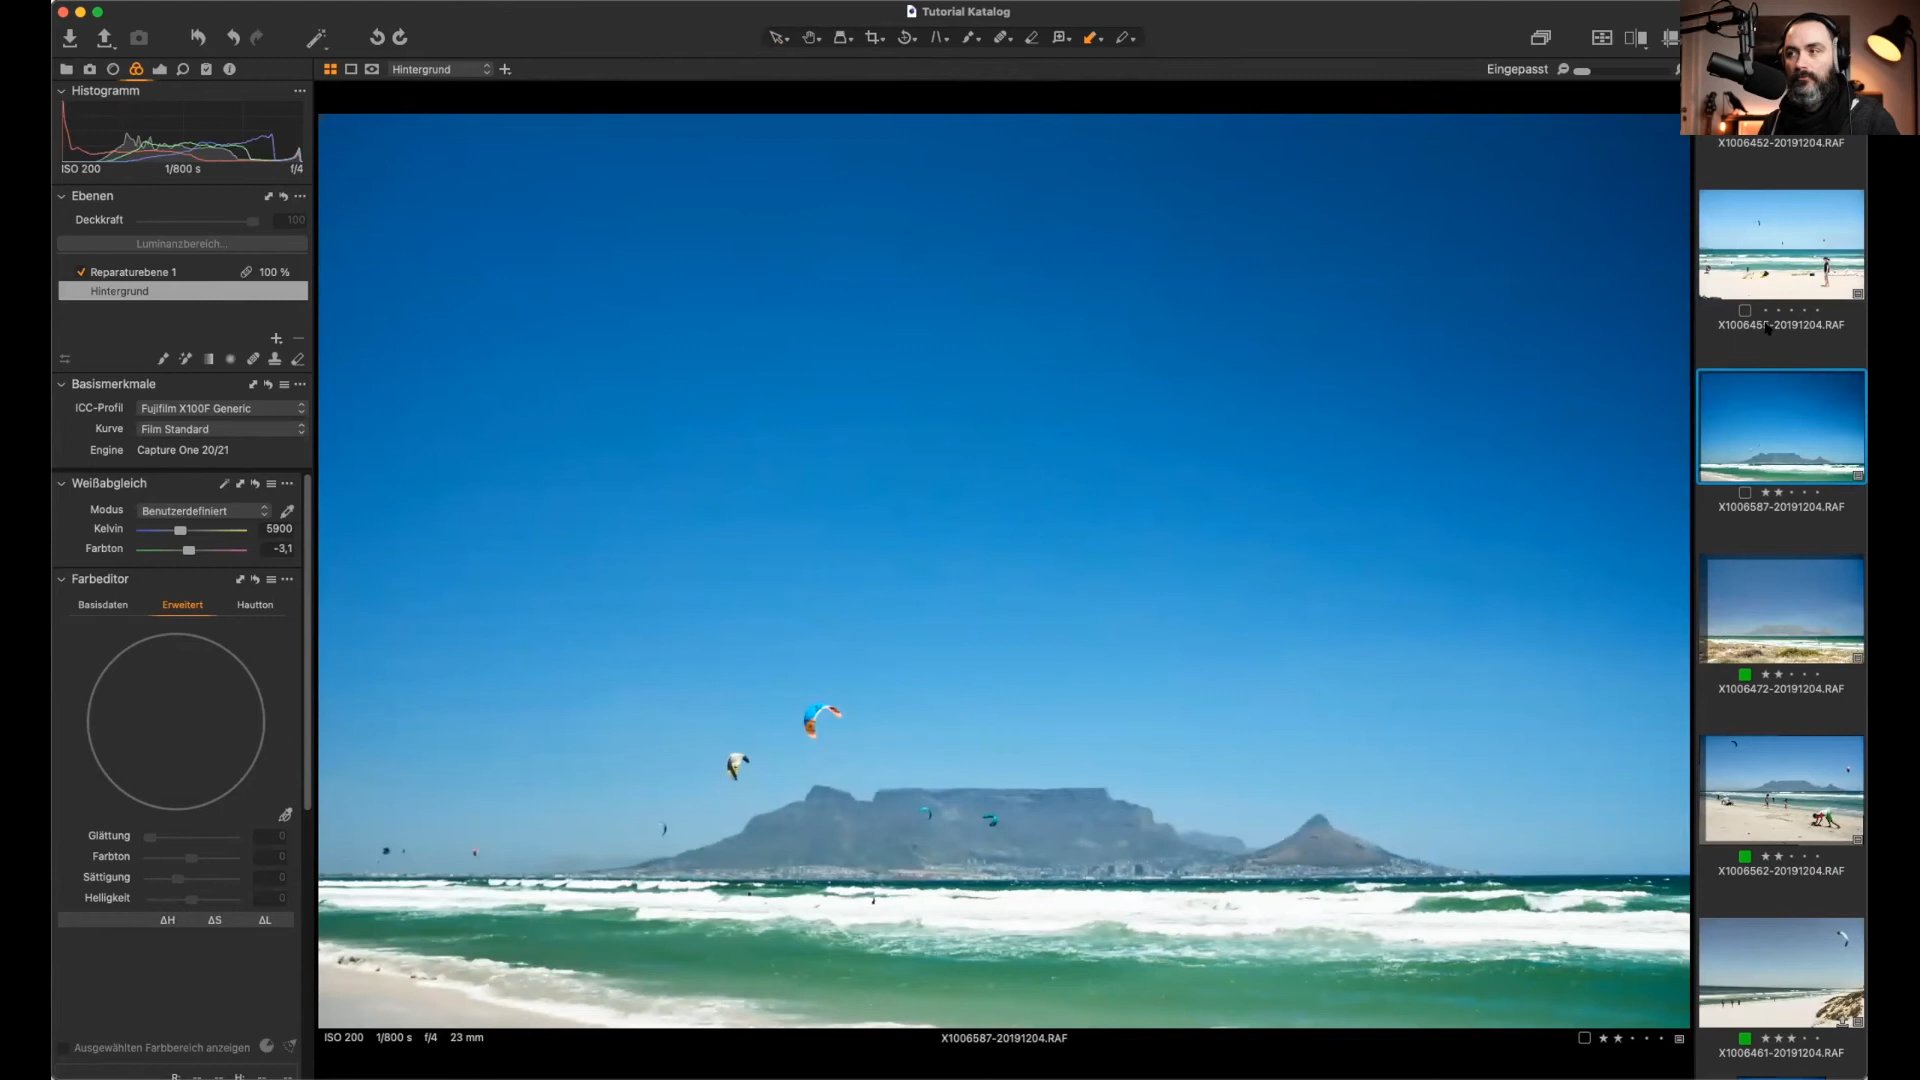 Tutorial Katalog
Hintergrund
Eingepasst
Histogramm
ISO 200 1/800 s f/4
Ebenen
Deckkraft 100
Luminanzbereich...
Reparaturebene 1 100 %
Hintergrund
Basismerkmale
ICC-Profil Fujifilm X100F Generic
Kurve Film Standard
Engine Capture One 20/21
Weißabgleich
Modus Benutzerdefiniert
Kelvin 5900
Farbton -3,1
Farbeditor
Basisdaten Erweitert Hautton
Glättung 0
Farbton 0
Sättigung 0
Helligkeit 0
ΔH ΔS ΔL
Ausgewählten Farbbereich anzeigen
R: -- -- H: -- --
ISO 200 1/800 s f/4 23 mm
X1006587-20191204.RAF
X1006452-20191204.RAF
X1006587-20191204.RAF
X1006472-20191204.RAF
X1006562-20191204.RAF
X1006461-20191204.RAF